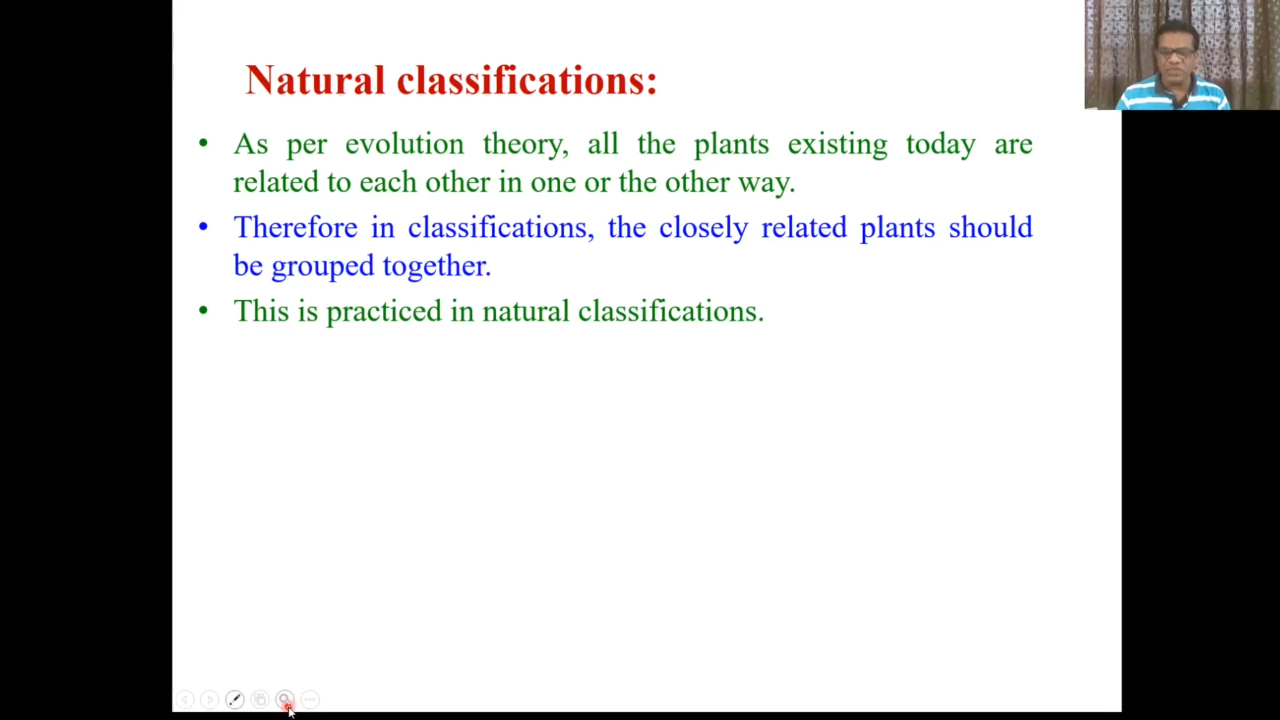 Natural classifications:
• As per evolution theory, all the plants existing today are
related to each other in one or the other way.
• Therefore in classifications, the closely related plants should
be grouped together.
• This is practiced in natural classifications.